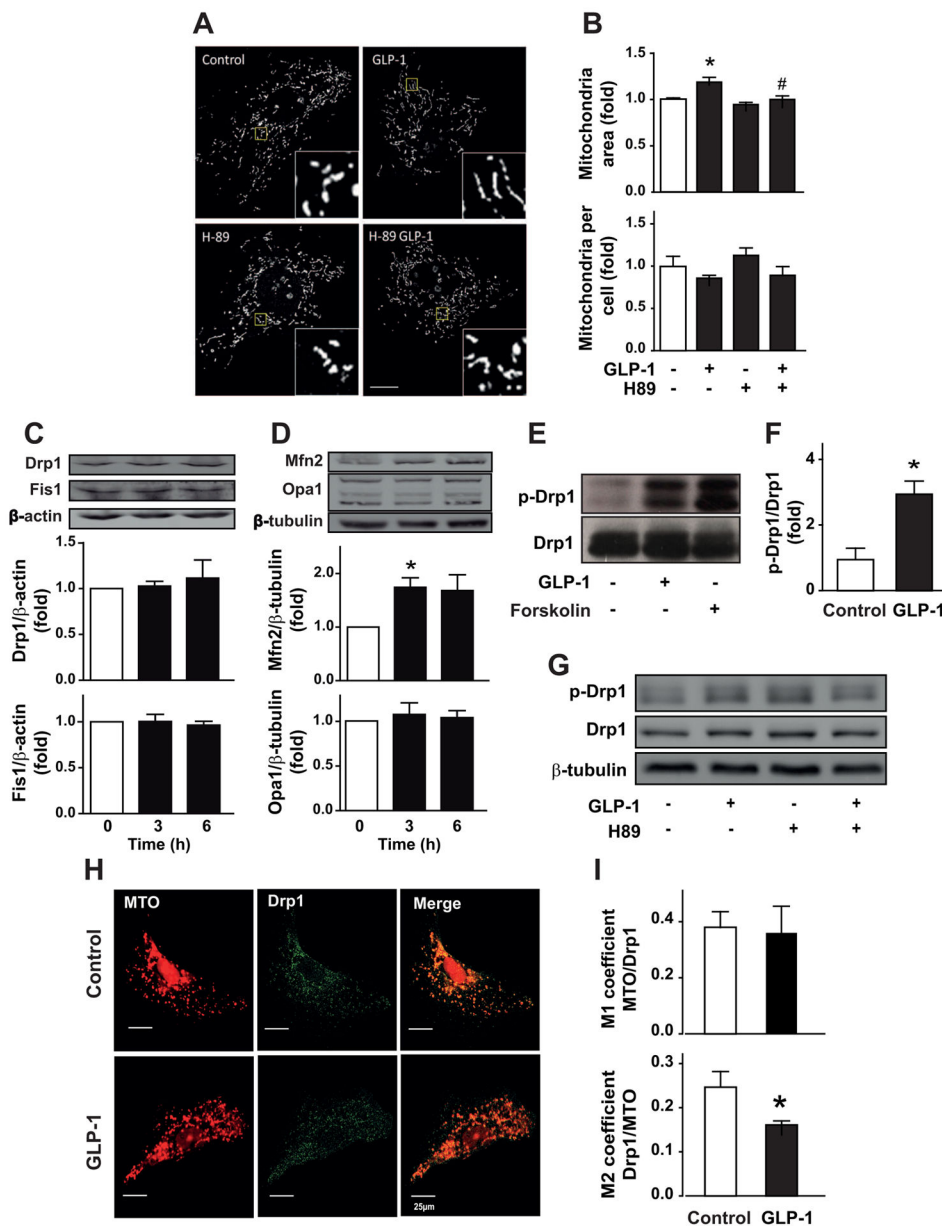 A
Control
GLP-1
H-89
H-89 GLP-1
B
Mitochondria
area (fold)
1.5
1.0
0.5
0.0
*
#
Mitochondria per
cell (fold)
1.5
1.0
0.5
0.0
GLP-1 - + - +
H89 - - + +
C
Drp1
Fis1
β-actin
Drp1/β-actin
(fold)
1.5
1.0
0.5
0.0
Fis1/β-actin
(fold)
1.5
1.0
0.5
0.0
0 3 6
Time (h)
D
Mfn2
Opa1
β-tubulin
Mfn2/β-tubulin
(fold)
2.0
1.0
0.0
*
Opa1/β-tubulin
(fold)
1.5
1.0
0.5
0.0
0 3 6
Time (h)
E
p-Drp1
Drp1
GLP-1 - + -
Forskolin - - +
F
p-Drp1/Drp1
(fold)
4
2
0
*
Control GLP-1
G
p-Drp1
Drp1
β-tubulin
GLP-1 - + - +
H89 - - + +
H
MTO Drp1 Merge
Control
GLP-1
25µm
I
M1 coefficient
MTO/Drp1
0.4
0.2
0.0
M2 coefficient
Drp1/MTO
0.3
0.2
0.1
0.0
*
Control GLP-1